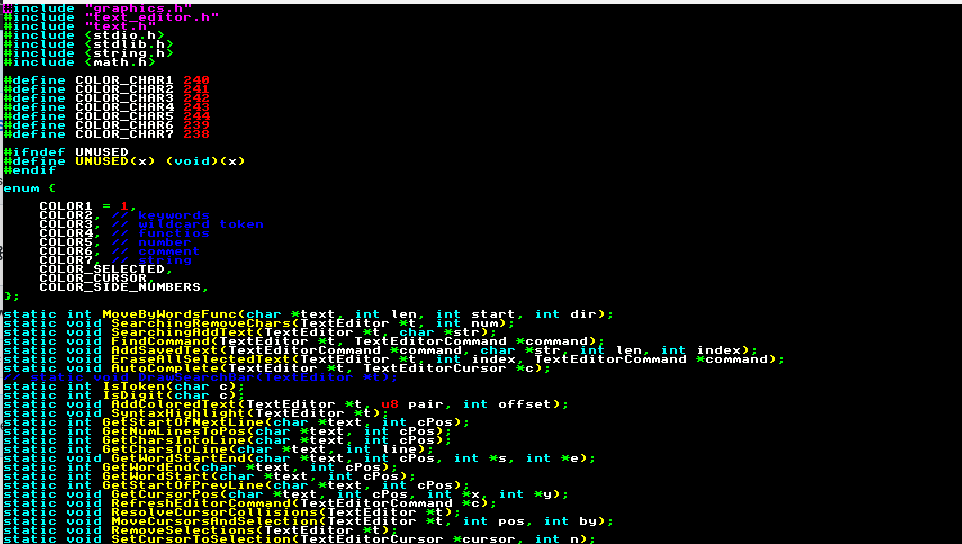 #include "graphics.h"
#include "text_editor.h"
#include "text.h"
#include <stdio.h>
#include <stdlib.h>
#include <string.h>
#include <math.h>
#define COLOR_CHAR1 240
#define COLOR_CHAR2 241
#define COLOR_CHAR3 242
#define COLOR_CHAR4 243
#define COLOR_CHAR5 244
#define COLOR_CHAR6 239
#define COLOR_CHAR7 238
#ifndef UNUSED
#define UNUSED(x) (void)(x)
#endif
enum {
COLOR1 = 1,
COLOR2, // keywords
COLOR3, // wildcard token
COLOR4, // functios
COLOR5, // number
COLOR6, // comment
COLOR7, // string
COLOR_SELECTED,
COLOR_CURSOR,
COLOR_SIDE_NUMBERS,
};
static int MoveByWordsFunc(char *text, int len, int start, int dir);
static void SearchingRemoveChars(TextEditor *t, int num);
static void SearchingAddText(TextEditor *t, char *str);
static void FindCommand(TextEditor *t, TextEditorCommand *command);
static void AddSavedText(TextEditorCommand *command, char *str, int len, int index);
static void EraseAllSelectedText(TextEditor *t, int index, TextEditorCommand *command);
static void AutoComplete(TextEditor *t, TextEditorCursor *c);
// static void DrawSearchBar(TextEditor *t);
static int IsToken(char c);
static int IsDigit(char c);
static void AddColoredText(TextEditor *t, u8 pair, int offset);
static void SyntaxHighlight(TextEditor *t);
static int GetStartOfNextLine(char *text, int cPos);
static int GetNumLinesToPos(char *text, int cPos);
static int GetCharsIntoLine(char *text, int cPos);
static int GetCharsToLine(char *text, int line);
static void GetWordStartEnd(char *text, int cPos, int *s, int *e);
static int GetWordEnd(char *text, int cPos);
static int GetWordStart(char *text, int cPos);
static int GetStartOfPrevLine(char *text, int cPos);
static void GetCursorPos(char *text, int cPos, int *x, int *y);
static void RefreshEditorCommand(TextEditorCommand *c);
static void ResolveCursorCollisions(TextEditor *t);
static void MoveCursorsAndSelection(TextEditor *t, int pos, int by);
static void RemoveSelections(TextEditor *t);
static void SetCursorToSelection(TextEditorCursor *cursor, int n);